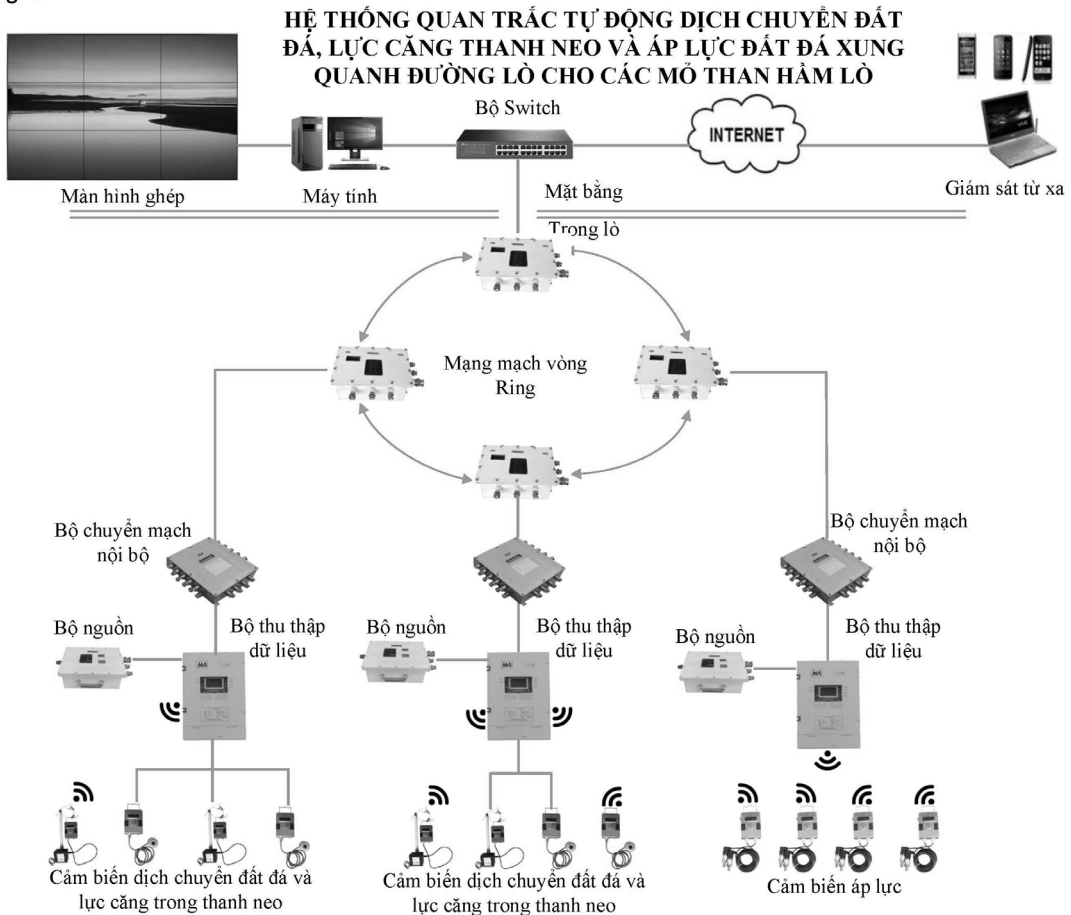 HỆ THỐNG QUAN TRẮC TỰ ĐỘNG DỊCH CHUYỂN ĐẤT
ĐÁ, LỰC CĂNG THANH NEO VÀ ÁP LỰC ĐẤT ĐÁ XUNG
QUANH ĐƯỜNG LÒ CHO CÁC MỎ THAN HẦM LÒ
Bộ Switch
INTERNET
Màn hình ghép
Máy tính
Mặt bằng
Giám sát từ xa
Trong lò
Mạng mạch vòng
Ring
Bộ chuyển mạch
nội bộ
Bộ chuyển mạch
nội bộ
Bộ nguồn
Bộ thu thập
dữ liệu
Bộ nguồn
Bộ thu thập
dữ liệu
Bộ nguồn
Bộ thu thập
dữ liệu
MA
MA
MA
Cảm biến dịch chuyển đất đá và
lực căng trong thanh neo
Cảm biến dịch chuyển đất đá và
lực căng trong thanh neo
Cảm biến áp lực